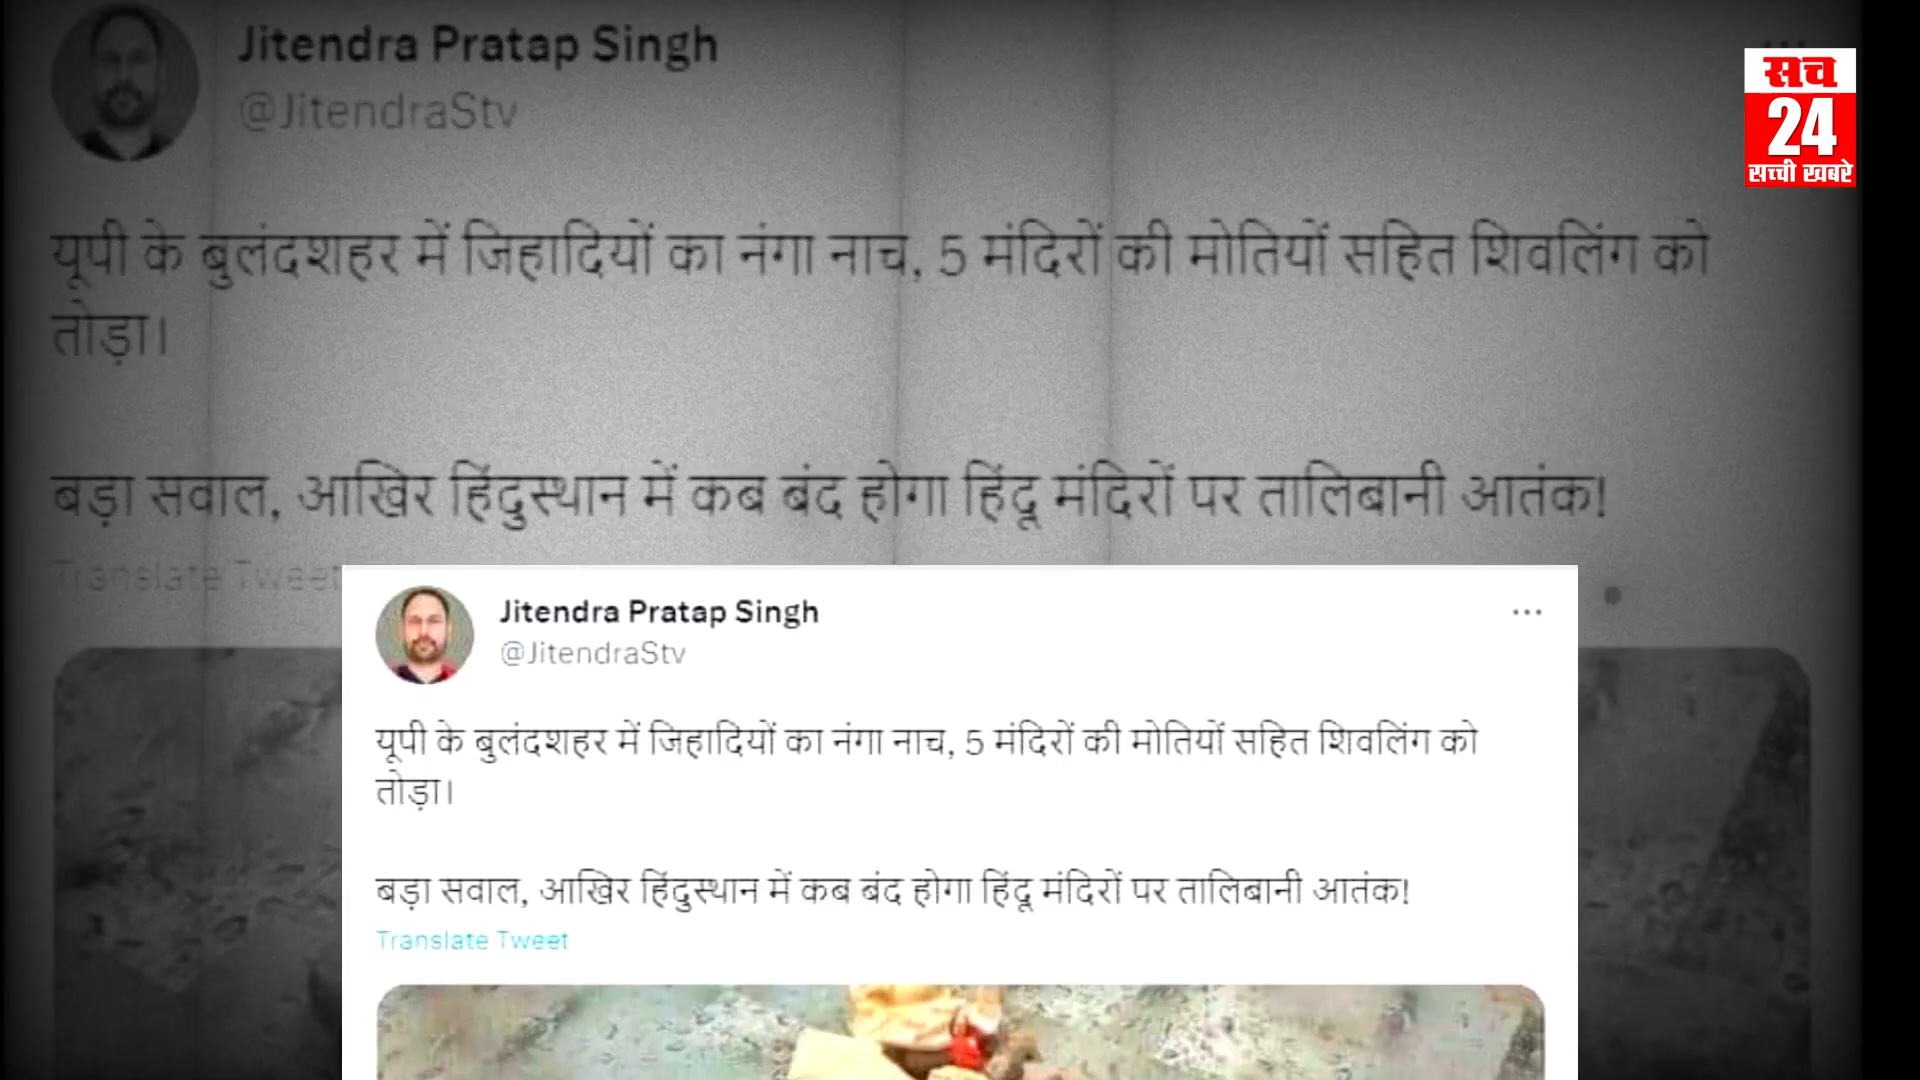 Jitendra Pratap Singh
@JitendraStv
सच
24
सच्ची खबरे
यूपी के बुलंदशहर में जिहादियों का नंगा नाच, 5 मंदिरों की मोतियों सहित शिवलिंग को
तोड़ा।
बड़ा सवाल, आखिर हिंदुस्थान में कब बंद होगा हिंदू मंदिरों पर तालिबानी आतंक!
Translate Tweet
Jitendra Pratap Singh
@JitendraStv
यूपी के बुलंदशहर में जिहादियों का नंगा नाच, 5 मंदिरों की मोतियों सहित शिवलिंग को
तोड़ा।
बड़ा सवाल, आखिर हिंदुस्थान में कब बंद होगा हिंदू मंदिरों पर तालिबानी आतंक!
Translate Tweet